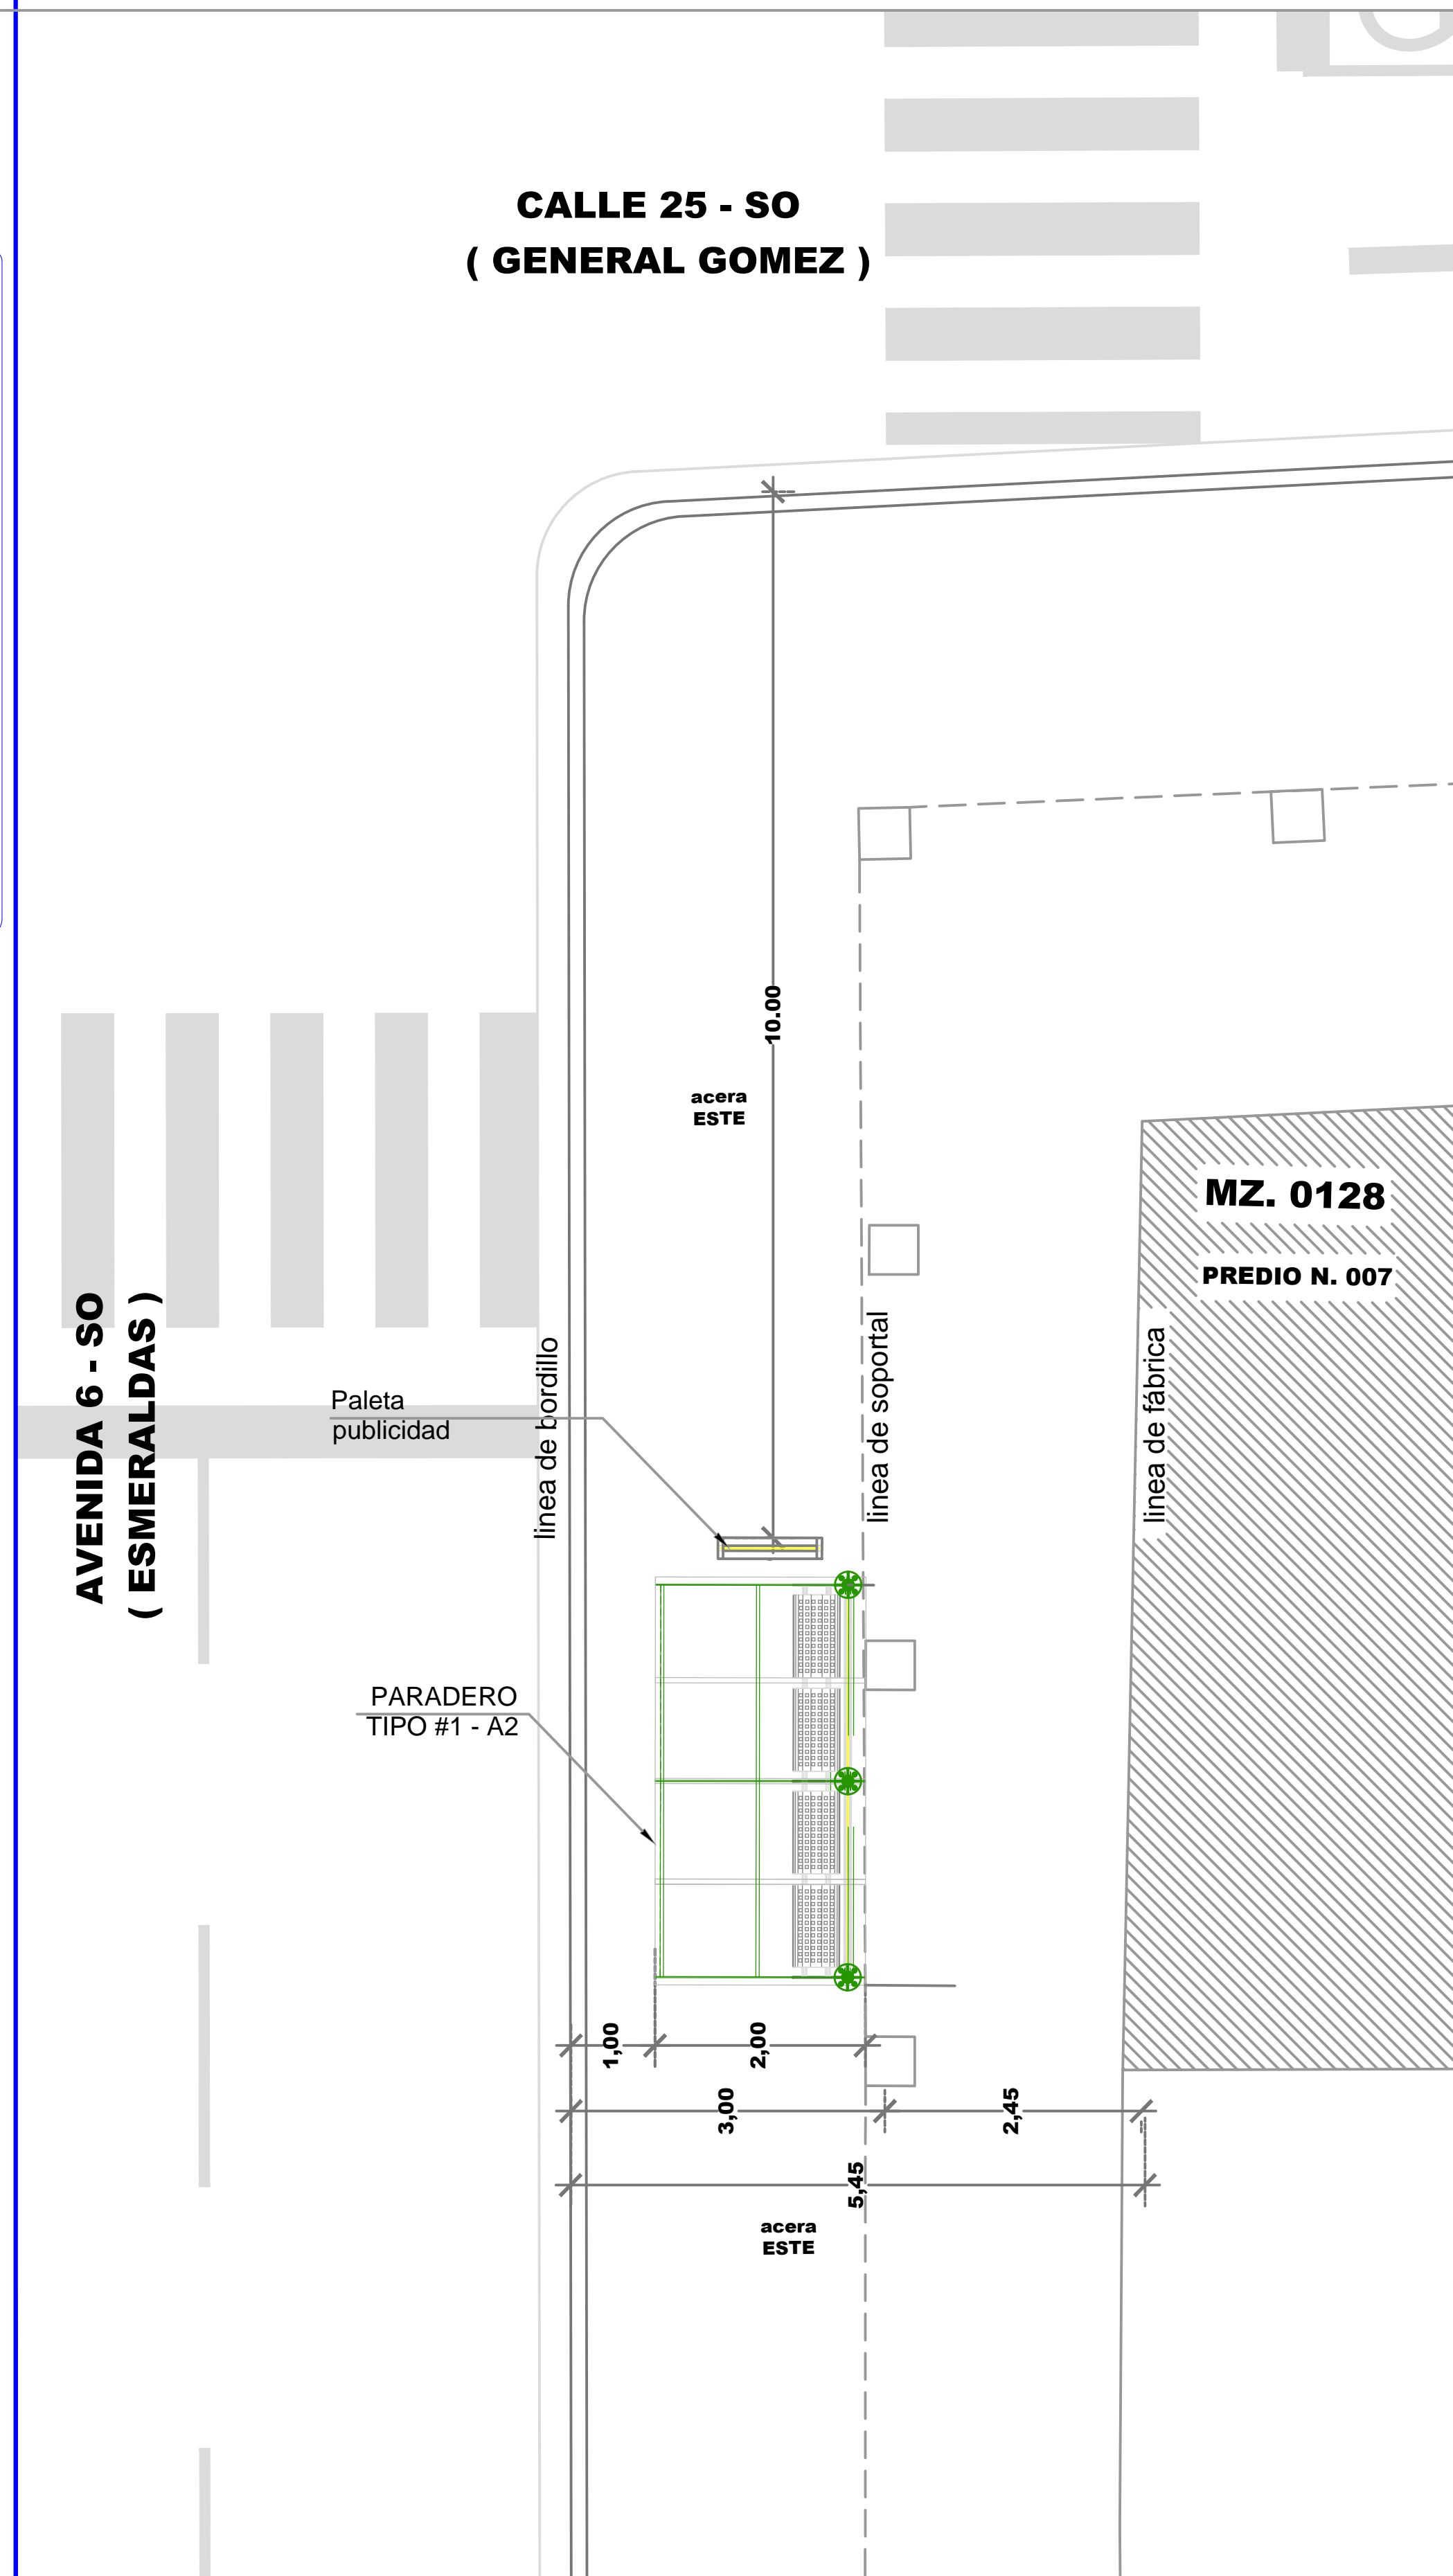 CALLE 25 - SO
( GENERAL GOMEZ )
10.00
acera
ESTE
MZ. 0128
PREDIO N. 007
AVENIDA 6 - SO
( ESMERALDAS )
linea de bordillo
linea de soportal
linea de fábrica
Paleta
publicidad
PARADERO
TIPO #1 - A2
1,00
2,00
3,00
2,45
5,45
acera
ESTE